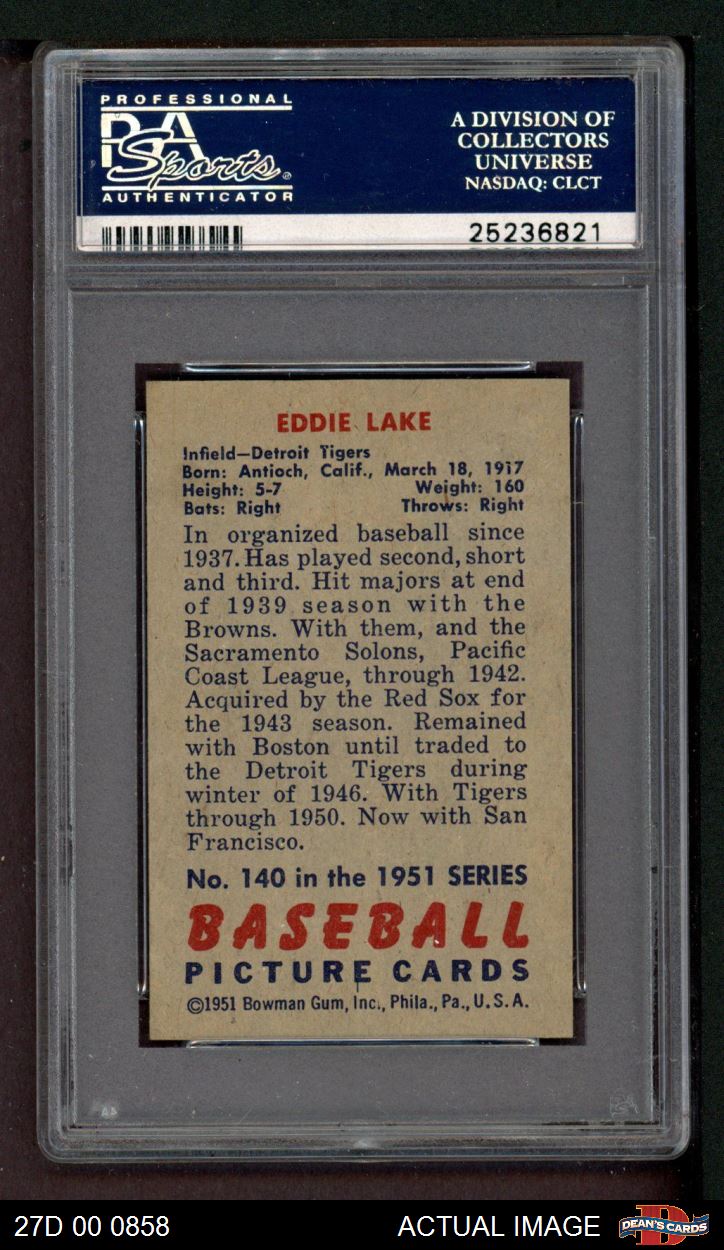 PROFESSIONAL
PSA
Sports
AUTHENTICATOR
A DIVISION OF
COLLECTORS
UNIVERSE
NASDAQ: CLCT
25236821
EDDIE LAKE
Infield—Detroit Tigers
Born: Antioch, Calif., March 18, 1917
Height: 5-7 Weight: 160
Bats: Right Throws: Right
In organized baseball since
1937. Has played second, short
and third. Hit majors at end
of 1939 season with the
Browns. With them, and the
Sacramento Solons, Pacific
Coast League, through 1942.
Acquired by the Red Sox for
the 1943 season. Remained
with Boston until traded to
the Detroit Tigers during
winter of 1946. With Tigers
through 1950. Now with San
Francisco.
No. 140 in the 1951 SERIES
BASEBALL
PICTURE CARDS
©1951 Bowman Gum, Inc., Phila., Pa., U.S.A.
27D 00 0858 ACTUAL IMAGE
DEAN'S CARDS